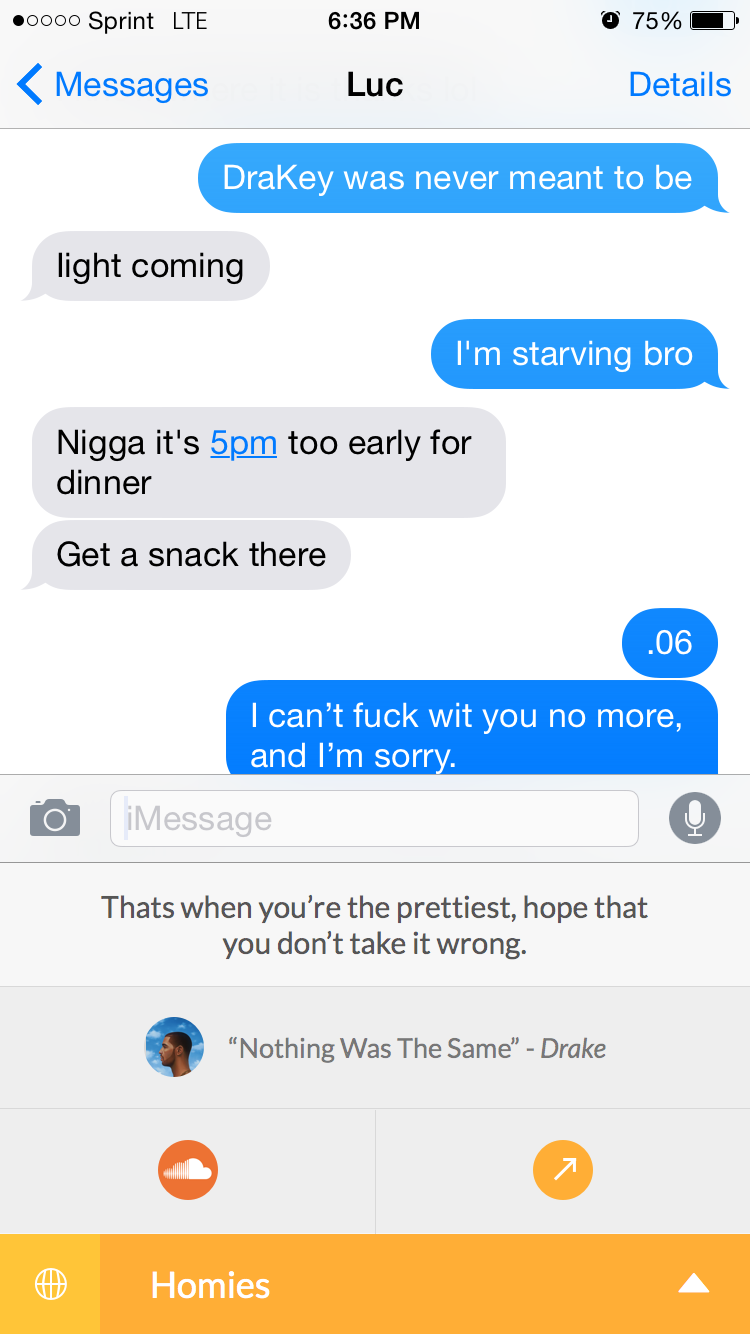 Sprint LTE 6:36 PM 75%
Messages Luc Details
DraKey was never meant to be
light coming
I'm starving bro
Nigga it's 5pm too early for
dinner
Get a snack there
.06
I can’t fuck wit you no more,
and I’m sorry.
iMessage
Thats when you’re the prettiest, hope that
you don’t take it wrong.
“Nothing Was The Same” - Drake
Homies